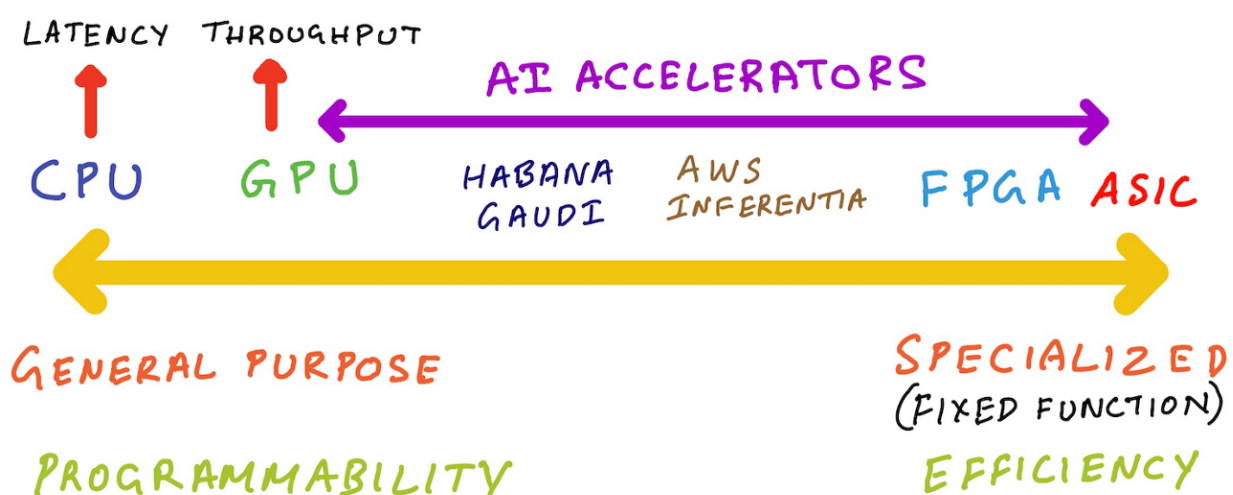 LATENCY THROUGHPUT
AI ACCELERATORS
CPU GPU HABANA GAUDI AWS INFERENTIA FPGA ASIC
GENERAL PURPOSE SPECIALIZED
(FIXED FUNCTION)
PROGRAMMABILITY EFFICIENCY